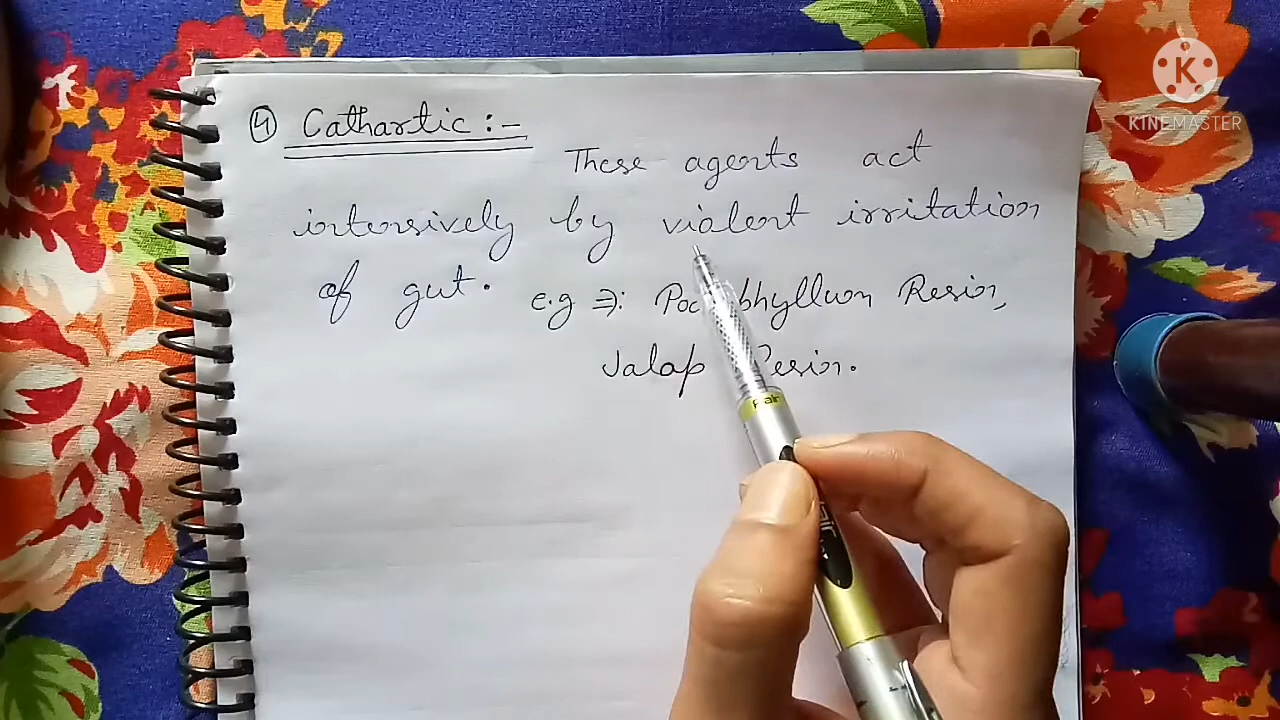 ④ Cathartic :-
These agents act
intensively by violent irritation
of gut. e.g ⇒: Podophyllum Resin,
Jalap Resin.
K
KINEMASTER